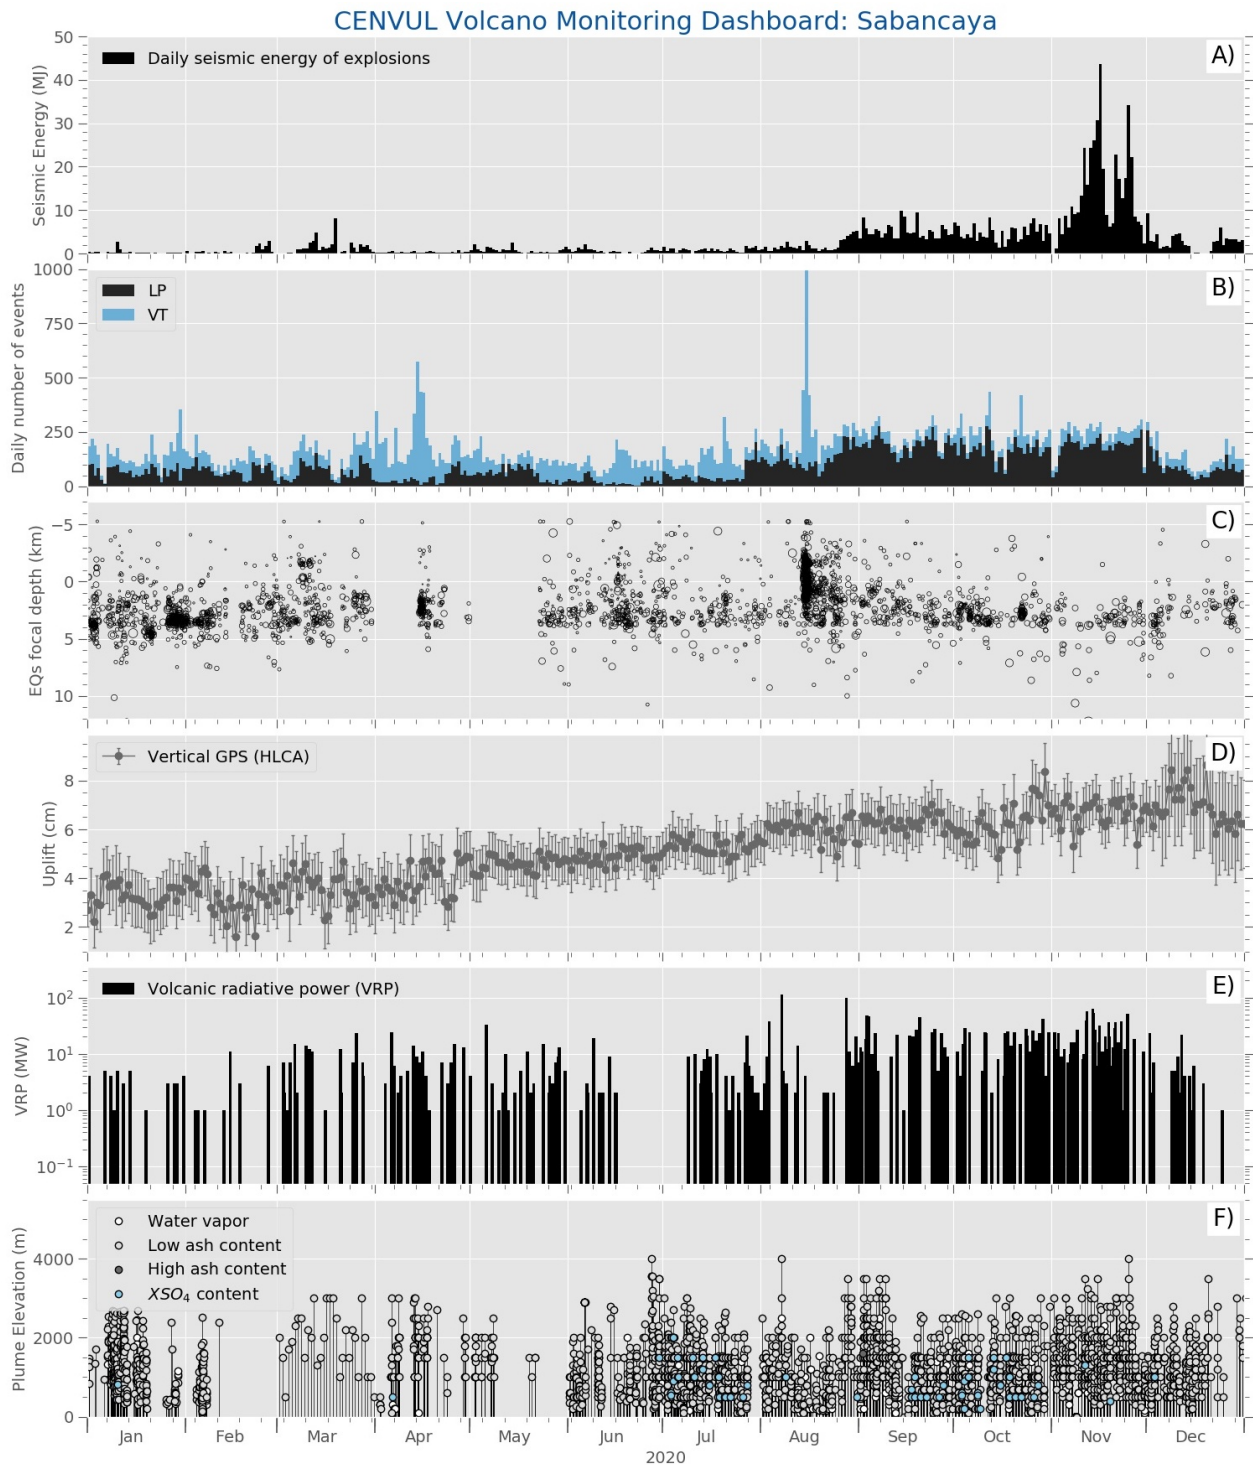 CENVUL Volcano Monitoring Dashboard: Sabancaya
Seismic Energy (MJ)
50
40
30
20
10
0
Daily seismic energy of explosions
A)
Daily number of events
1000
750
500
250
0
LP
VT
B)
EQs focal depth (km)
−5
0
5
10
C)
Uplift (cm)
8
6
4
2
Vertical GPS (HLCA)
D)
VRP (MW)
10²
10¹
10⁰
10⁻¹
Volcanic radiative power (VRP)
E)
Plume Elevation (m)
4000
2000
0
Water vapor
Low ash content
High ash content
XSO₄ content
F)
Jan Feb Mar Apr May Jun Jul Aug Sep Oct Nov Dec
2020